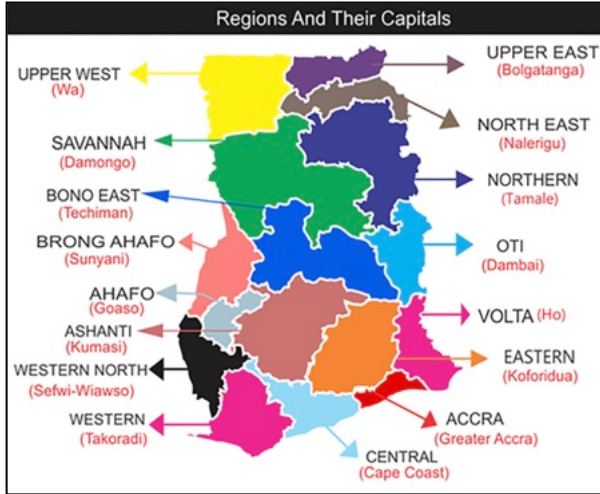 Regions And Their Capitals
UPPER WEST
(Wa)
SAVANNAH
(Damongo)
BONO EAST
(Techiman)
BRONG AHAFO
(Sunyani)
AHAFO
(Goaso)
ASHANTI
(Kumasi)
WESTERN NORTH
(Sefwi-Wiawso)
WESTERN
(Takoradi)
UPPER EAST
(Bolgatanga)
NORTH EAST
(Nalerigu)
NORTHERN
(Tamale)
OTI
(Dambai)
VOLTA (Ho)
EASTERN
(Koforidua)
ACCRA
(Greater Accra)
CENTRAL
(Cape Coast)